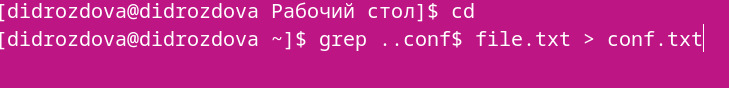 [didrozdova@didrozdova Рабочий стол]$ cd
[didrozdova@didrozdova ~]$ grep ..conf$ file.txt > conf.txt